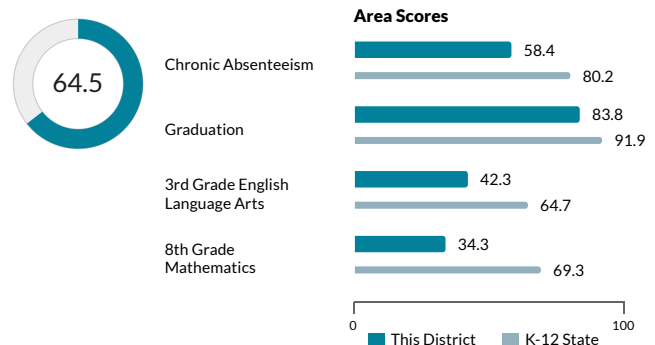 64.5
Area Scores
Chronic Absenteeism
58.4
80.2
Graduation
83.8
91.9
3rd Grade English
Language Arts
42.3
64.7
8th Grade
Mathematics
34.3
69.3
0
100
This District
K-12 State